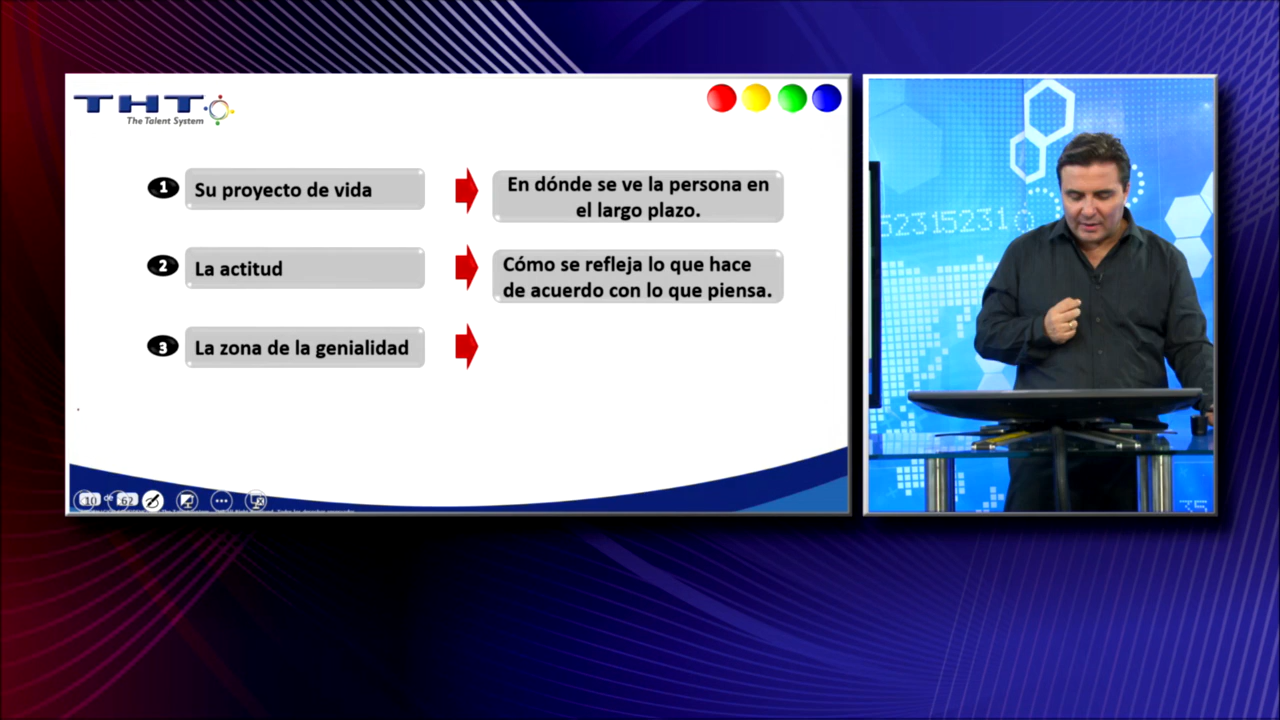 THT
The Talent System
1 Su proyecto de vida
En dónde se ve la persona en
el largo plazo.
2 La actitud
Cómo se refleja lo que hace
de acuerdo con lo que piensa.
3 La zona de la genialidad
10 de 62
52315231